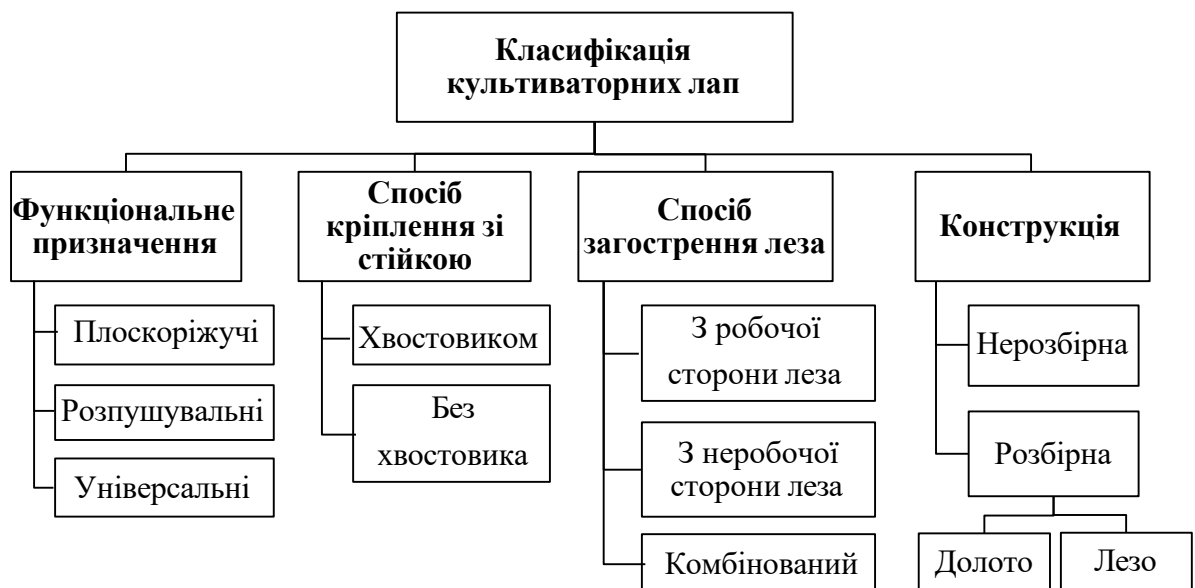 Класифікація
культиваторних лап
Функціональне
призначення
Плоскоріжучі
Розпушувальні
Універсальні
Спосіб
кріплення зі
стійкою
Хвостовиком
Без
хвостовика
Спосіб
загострення леза
З робочої
сторони леза
З неробочої
сторони леза
Комбінований
Конструкція
Нерозбірна
Розбірна
Долото
Лезо